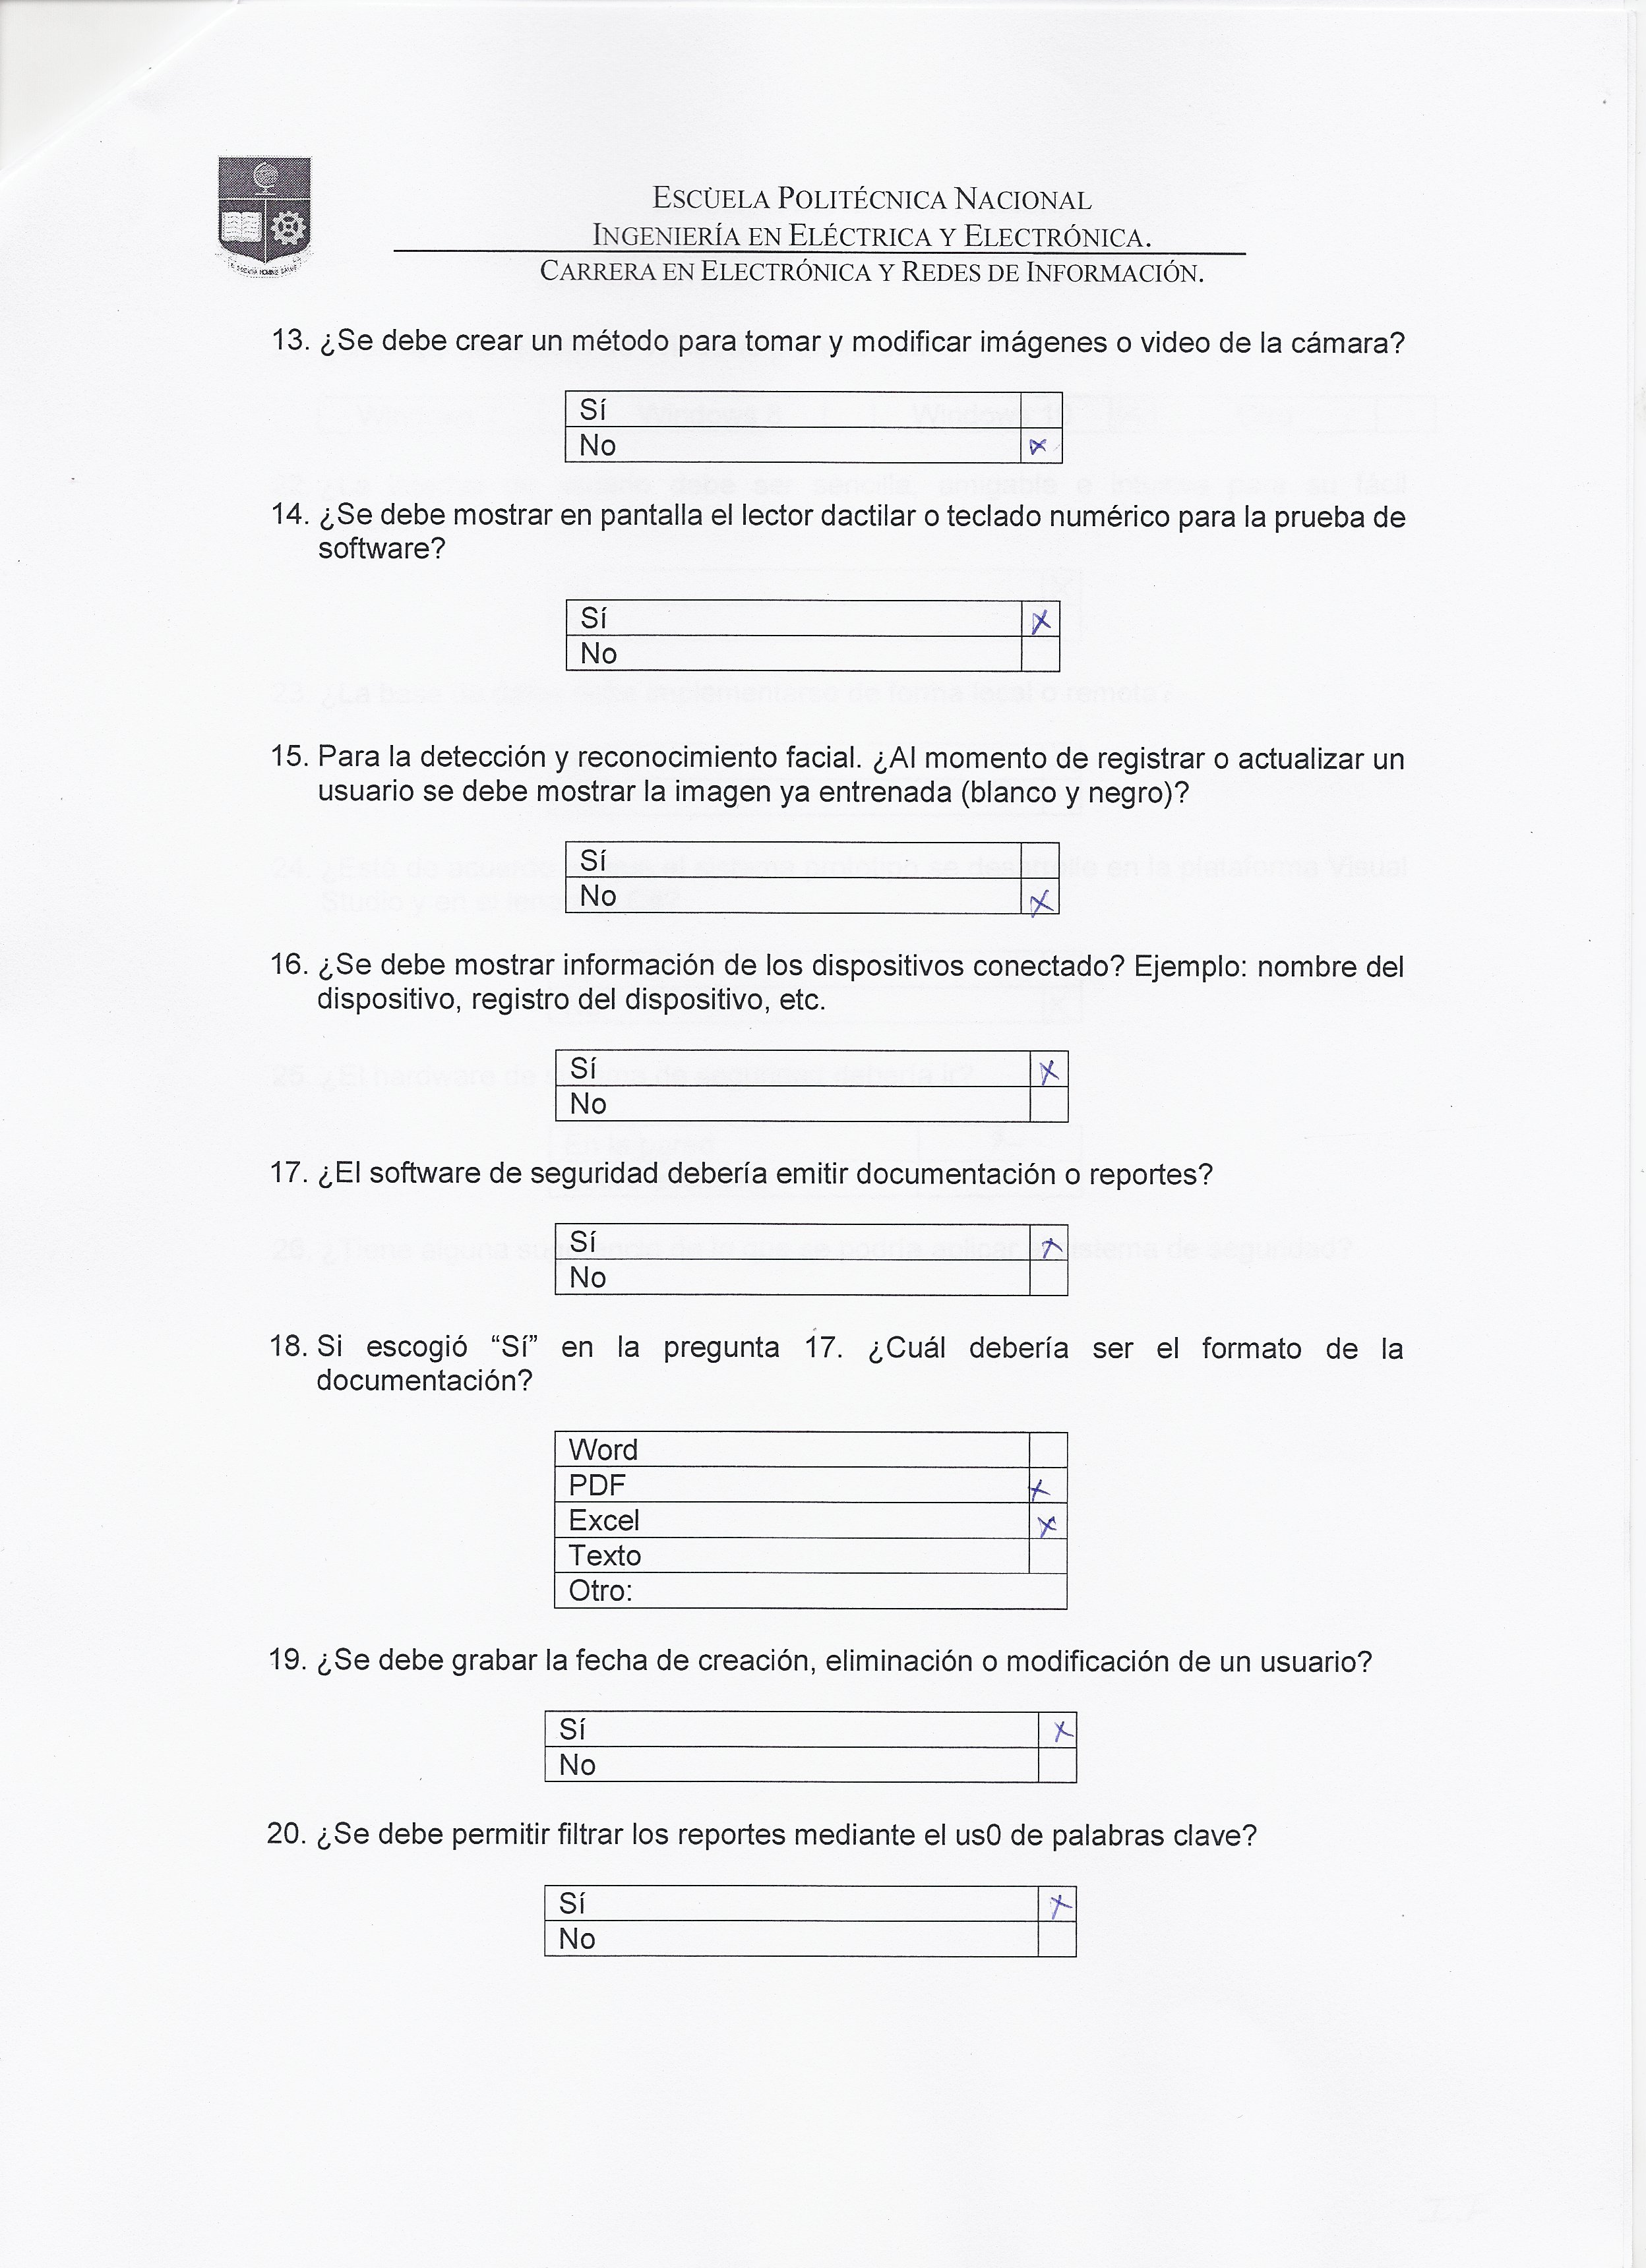 ESCUELA POLITÉCNICA NACIONAL
INGENIERÍA EN ELÉCTRICA Y ELECTRÓNICA.
CARRERA EN ELECTRÓNICA Y REDES DE INFORMACIÓN.
13. ¿Se debe crear un método para tomar y modificar imágenes o video de la cámara?
Sí
No x
14. ¿Se debe mostrar en pantalla el lector dactilar o teclado numérico para la prueba de
software?
Sí x
No
15. Para la detección y reconocimiento facial. ¿Al momento de registrar o actualizar un
usuario se debe mostrar la imagen ya entrenada (blanco y negro)?
Sí
No x
16. ¿Se debe mostrar información de los dispositivos conectado? Ejemplo: nombre del
dispositivo, registro del dispositivo, etc.
Sí x
No
17. ¿El software de seguridad debería emitir documentación o reportes?
Sí x
No
18. Si escogió “Sí” en la pregunta 17. ¿Cuál debería ser el formato de la
documentación?
Word
PDF x
Excel x
Texto
Otro:
19. ¿Se debe grabar la fecha de creación, eliminación o modificación de un usuario?
Sí x
No
20. ¿Se debe permitir filtrar los reportes mediante el us0 de palabras clave?
Sí x
No